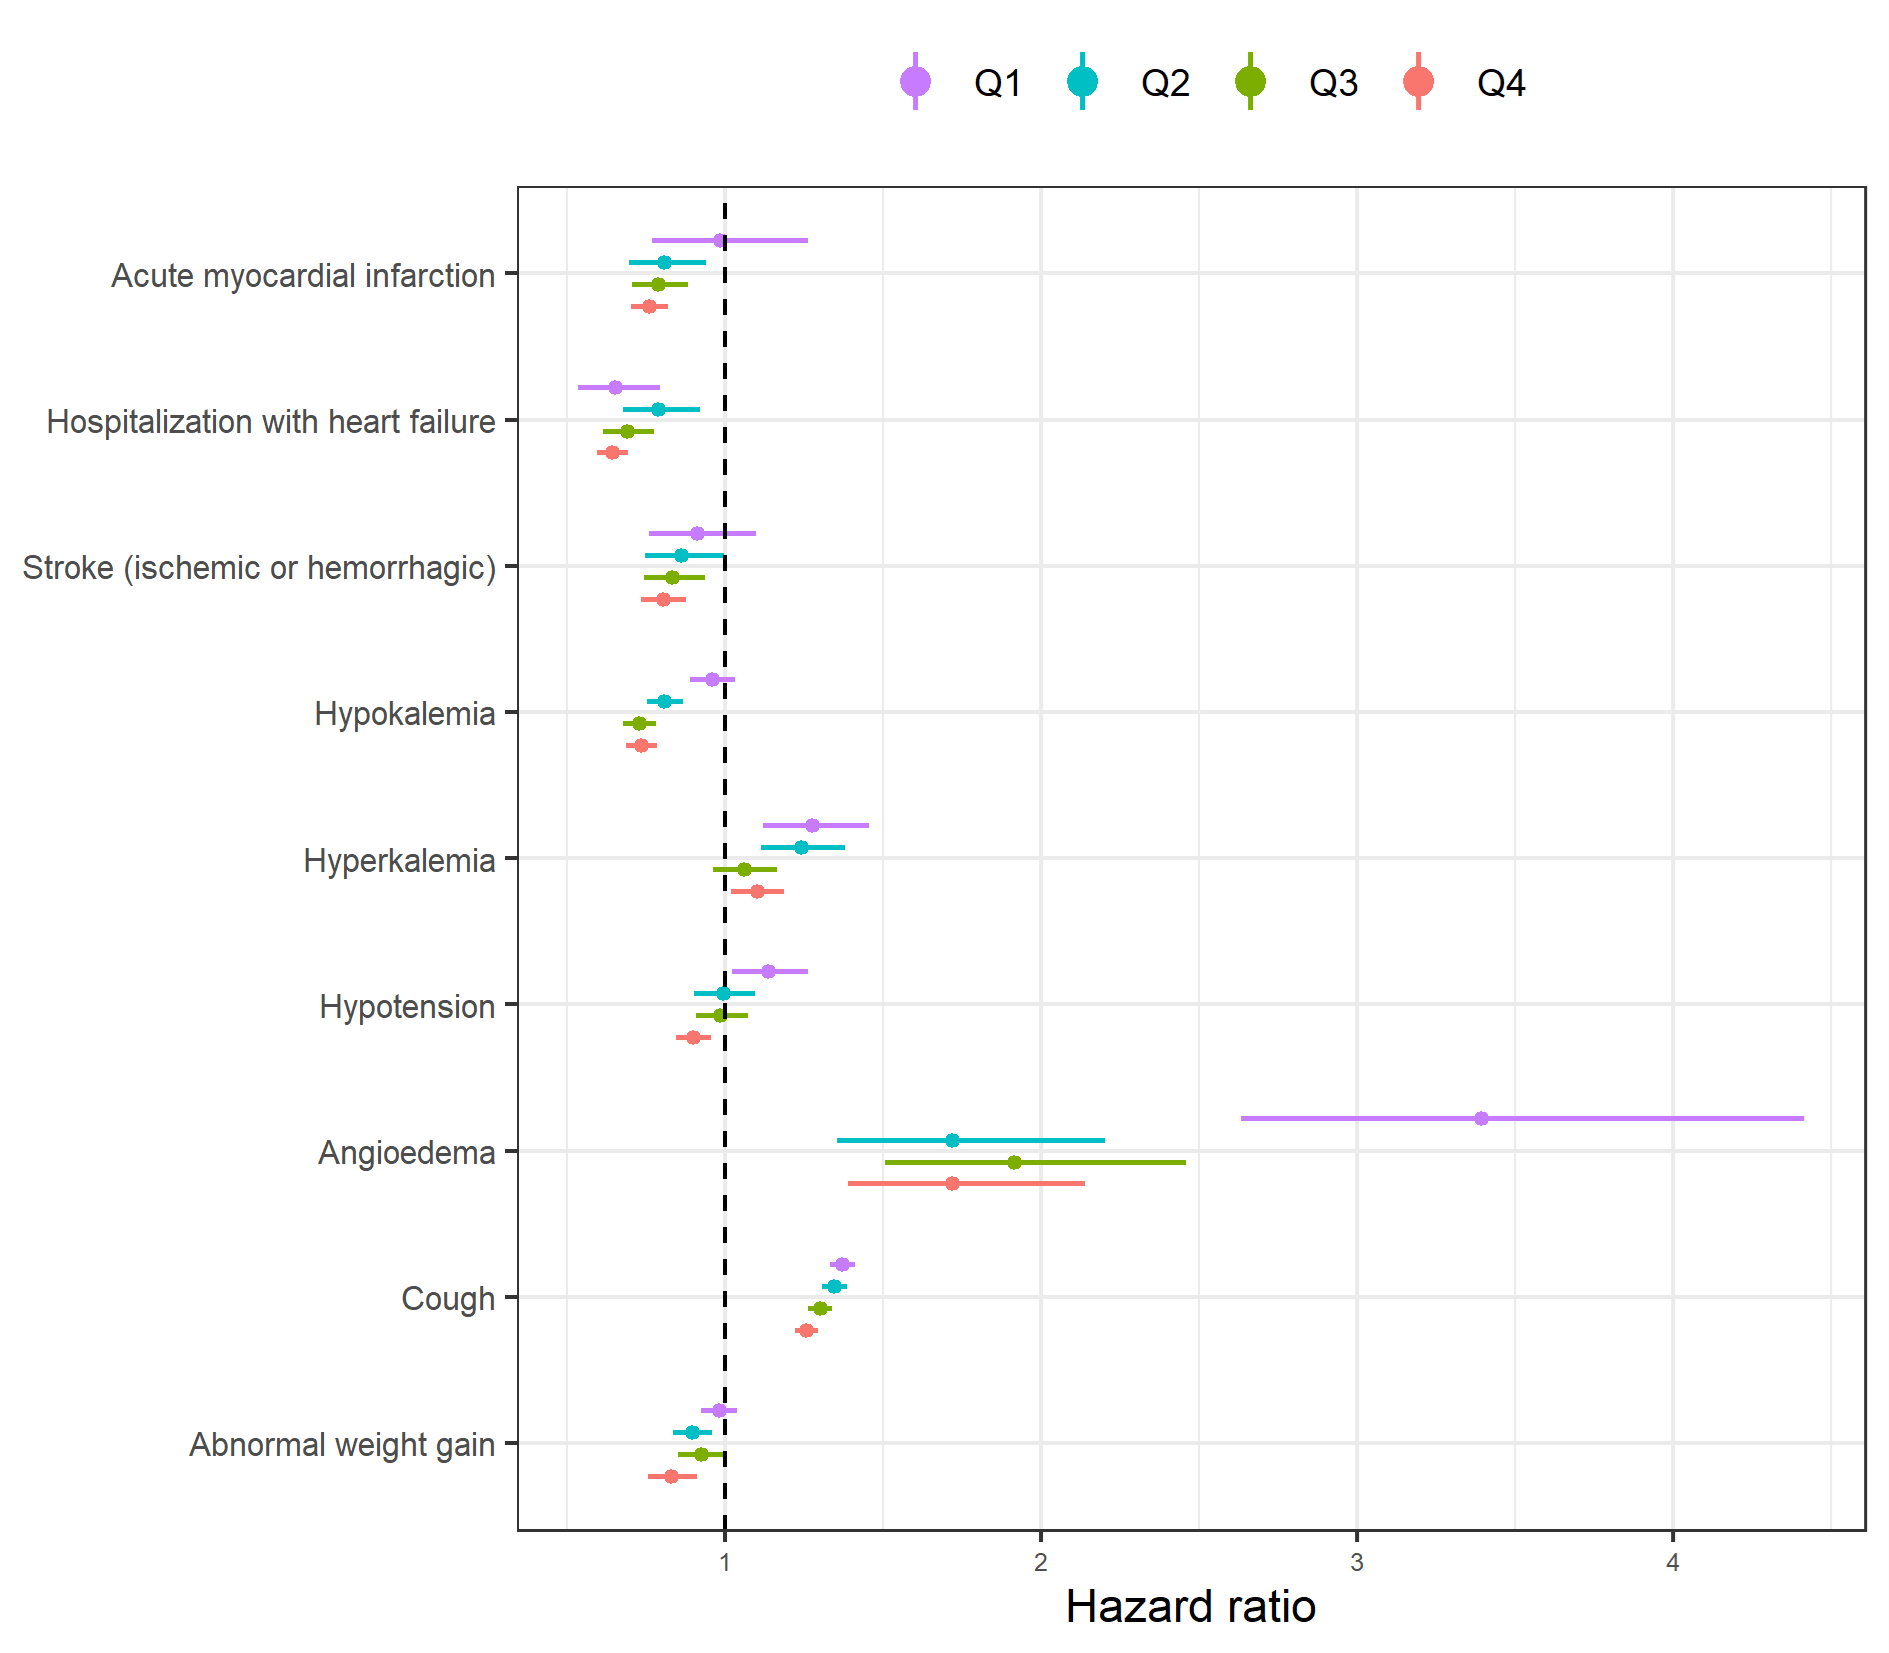 Q1 Q2 Q3 Q4
Acute myocardial infarction
Hospitalization with heart failure
Stroke (ischemic or hemorrhagic)
Hypokalemia
Hyperkalemia
Hypotension
Angioedema
Cough
Abnormal weight gain
1 2 3 4
Hazard ratio